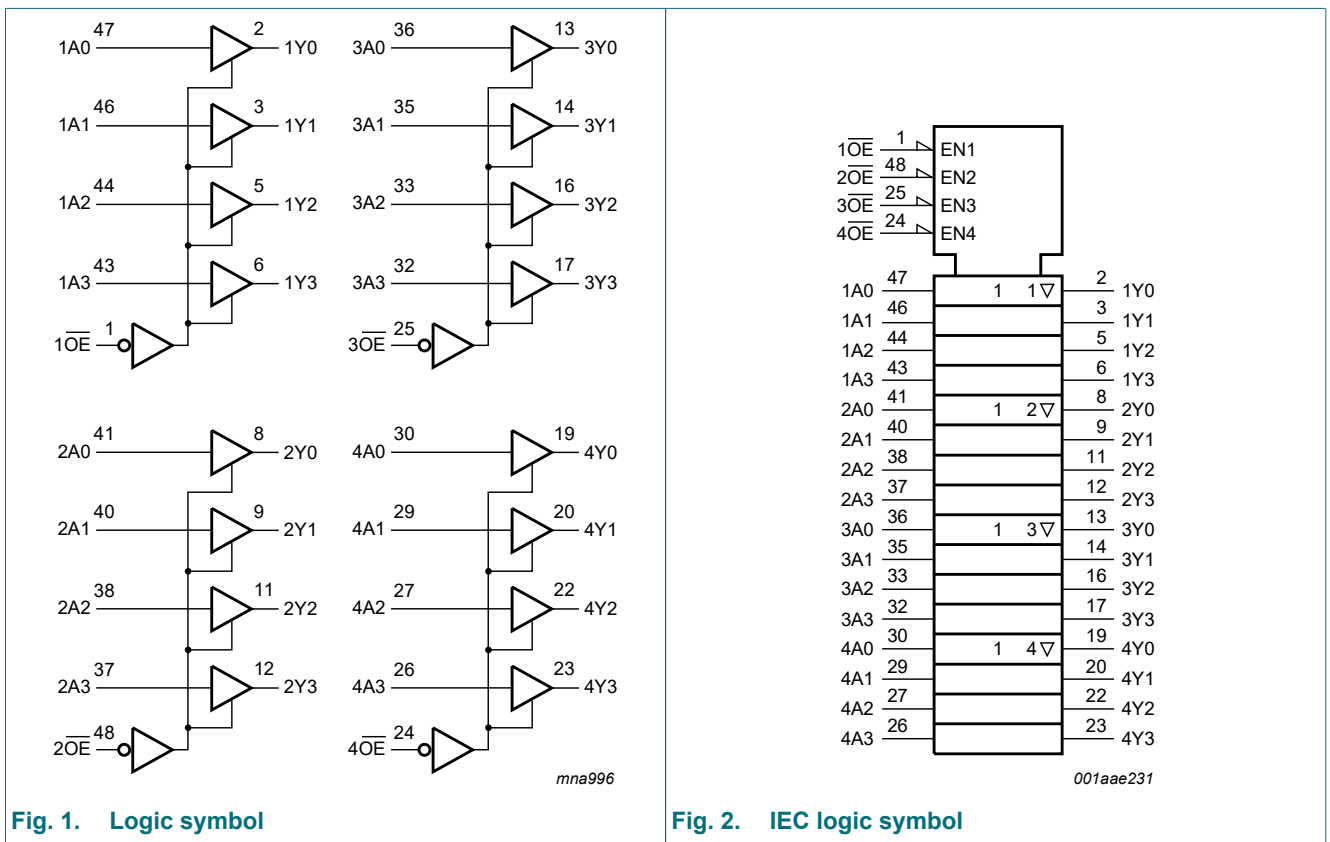 47 2 36 13
1A0 1Y0 3A0 3Y0
46 3 35 14
1A1 1Y1 3A1 3Y1
44 5 33 16
1A2 1Y2 3A2 3Y2
43 6 32 17
1A3 1Y3 3A3 3Y3
1 25
1O̅E̅ 3O̅E̅
41 8 30 19
2A0 2Y0 4A0 4Y0
40 9 29 20
2A1 2Y1 4A1 4Y1
38 11 27 22
2A2 2Y2 4A2 4Y2
37 12 26 23
2A3 2Y3 4A3 4Y3
48 24
2O̅E̅ 4O̅E̅
mna996
Fig. 1. Logic symbol
1O̅E̅ 1 EN1
2O̅E̅ 48 EN2
3O̅E̅ 25 EN3
4O̅E̅ 24 EN4
1A0 47 1 1▽ 2 1Y0
1A1 46 3 1Y1
1A2 44 5 1Y2
1A3 43 6 1Y3
2A0 41 1 2▽ 8 2Y0
2A1 40 9 2Y1
2A2 38 11 2Y2
2A3 37 12 2Y3
3A0 36 1 3▽ 13 3Y0
3A1 35 14 3Y1
3A2 33 16 3Y2
3A3 32 17 3Y3
4A0 30 1 4▽ 19 4Y0
4A1 29 20 4Y1
4A2 27 22 4Y2
4A3 26 23 4Y3
001aae231
Fig. 2. IEC logic symbol